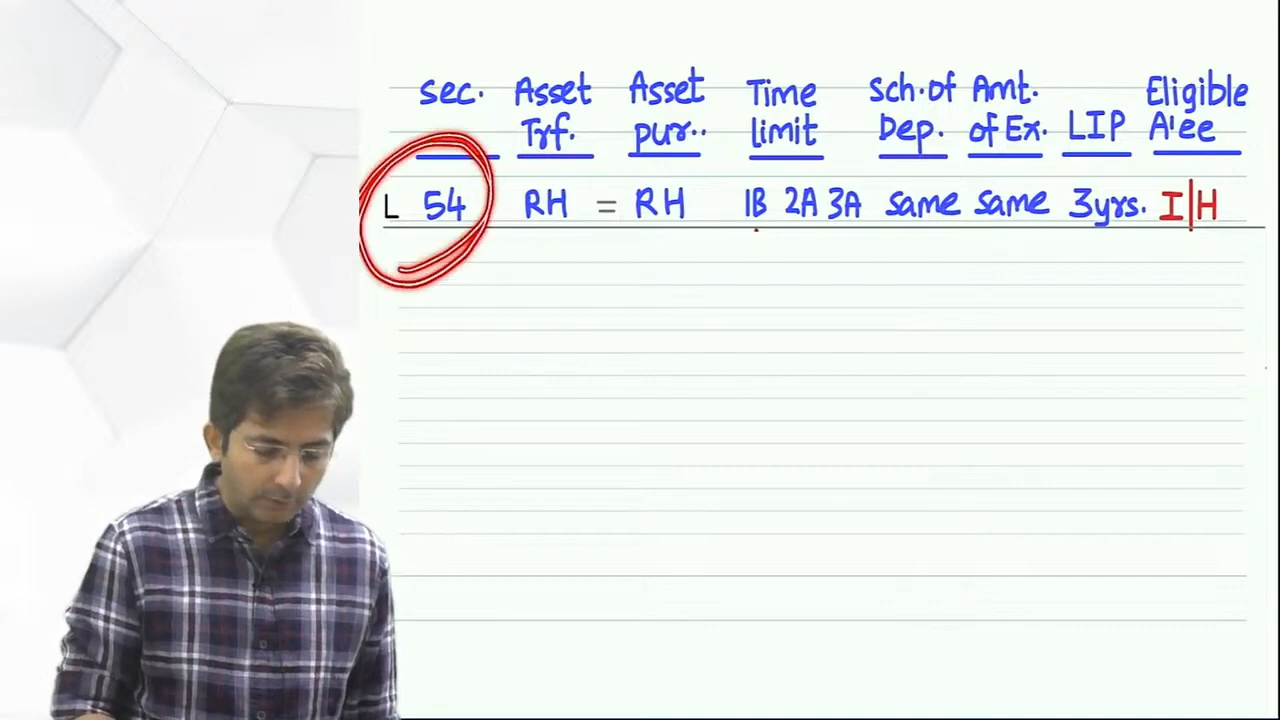 Sec. Asset Trf. Asset pur.. Time limit Sch.of Dep. Amt. of Ex. LIP Eligible A'ee
L 54 RH = RH 1B 2A 3A same same 3yrs. I|H